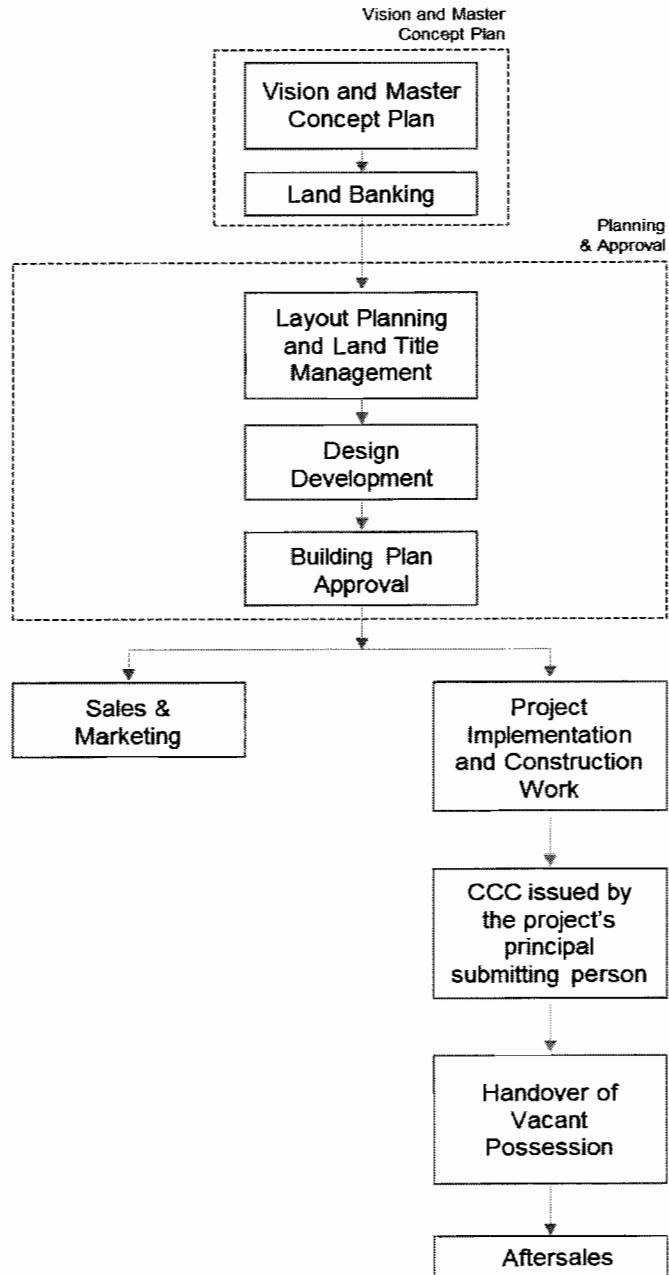 Vision and Master
Concept Plan
Vision and Master
Concept Plan
Land Banking
Planning
& Approval
Layout Planning
and Land Title
Management
Design
Development
Building Plan
Approval
Sales &
Marketing
Project
Implementation
and Construction
Work
CCC issued by
the project's
principal
submitting person
Handover of
Vacant
Possession
Aftersales